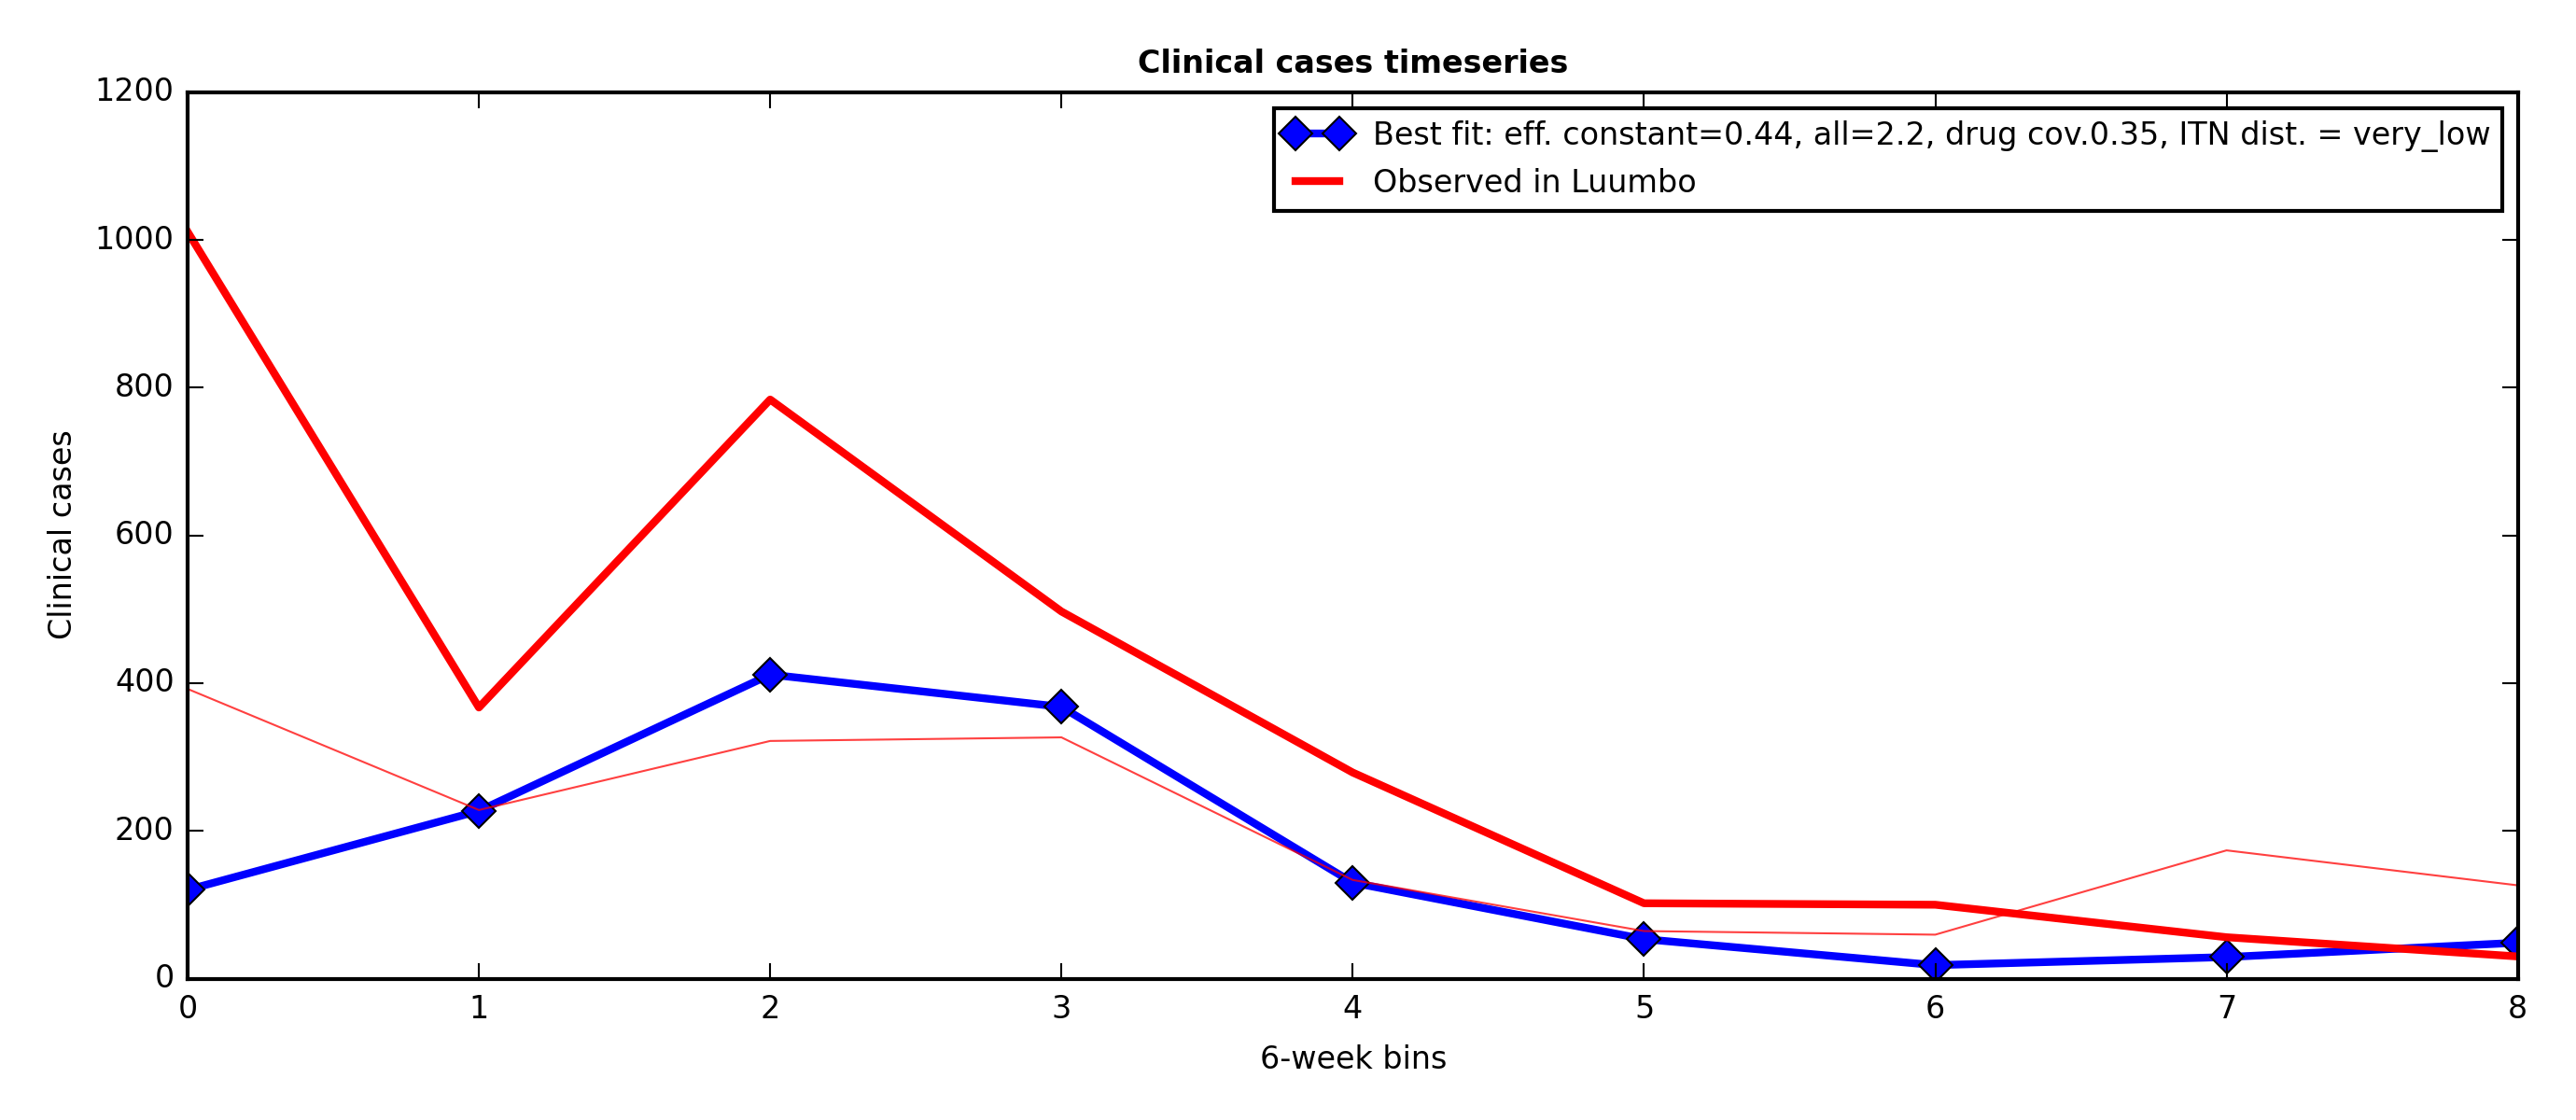 Clinical cases timeseries
1200
1000
800
600
400
200
0
Clinical cases
Best fit: eff. constant=0.44, all=2.2, drug cov.0.35, ITN dist. = very_low
Observed in Luumbo
0 1 2 3 4 5 6 7 8
6-week bins